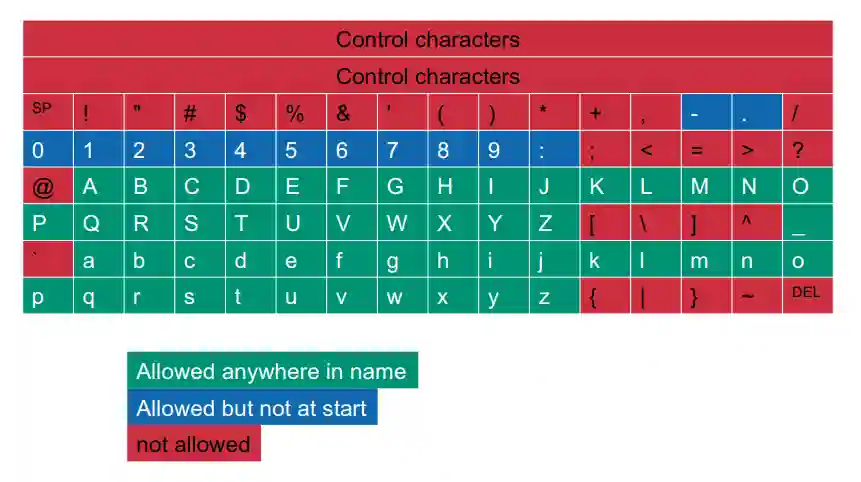 Control characters
Control characters
SP ! " # $ % & ' ( ) * + , - . /
0 1 2 3 4 5 6 7 8 9 : ; < = > ?
@ A B C D E F G H I J K L M N O
P Q R S T U V W X Y Z [ \ ] ^ _
` a b c d e f g h i j k l m n o
p q r s t u v w x y z { | } ~ DEL
Allowed anywhere in name
Allowed but not at start
not allowed